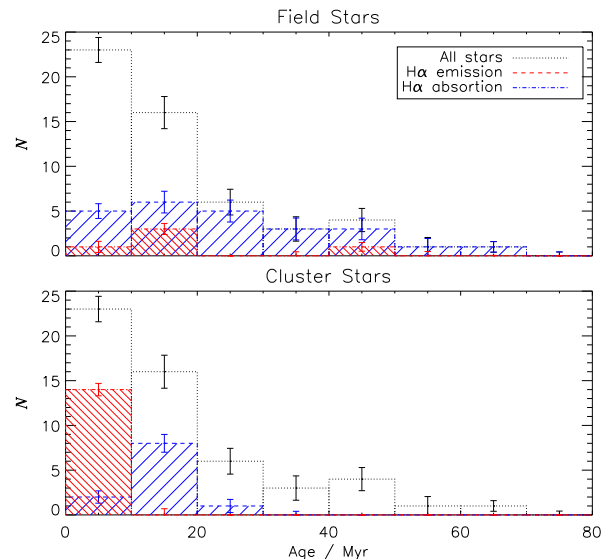 Field Stars
25
20
15
10
5
0
N
All stars
Hα emission
Hα absortion
Cluster Stars
25
20
15
10
5
0
N
0 20 40 60 80
Age / Myr